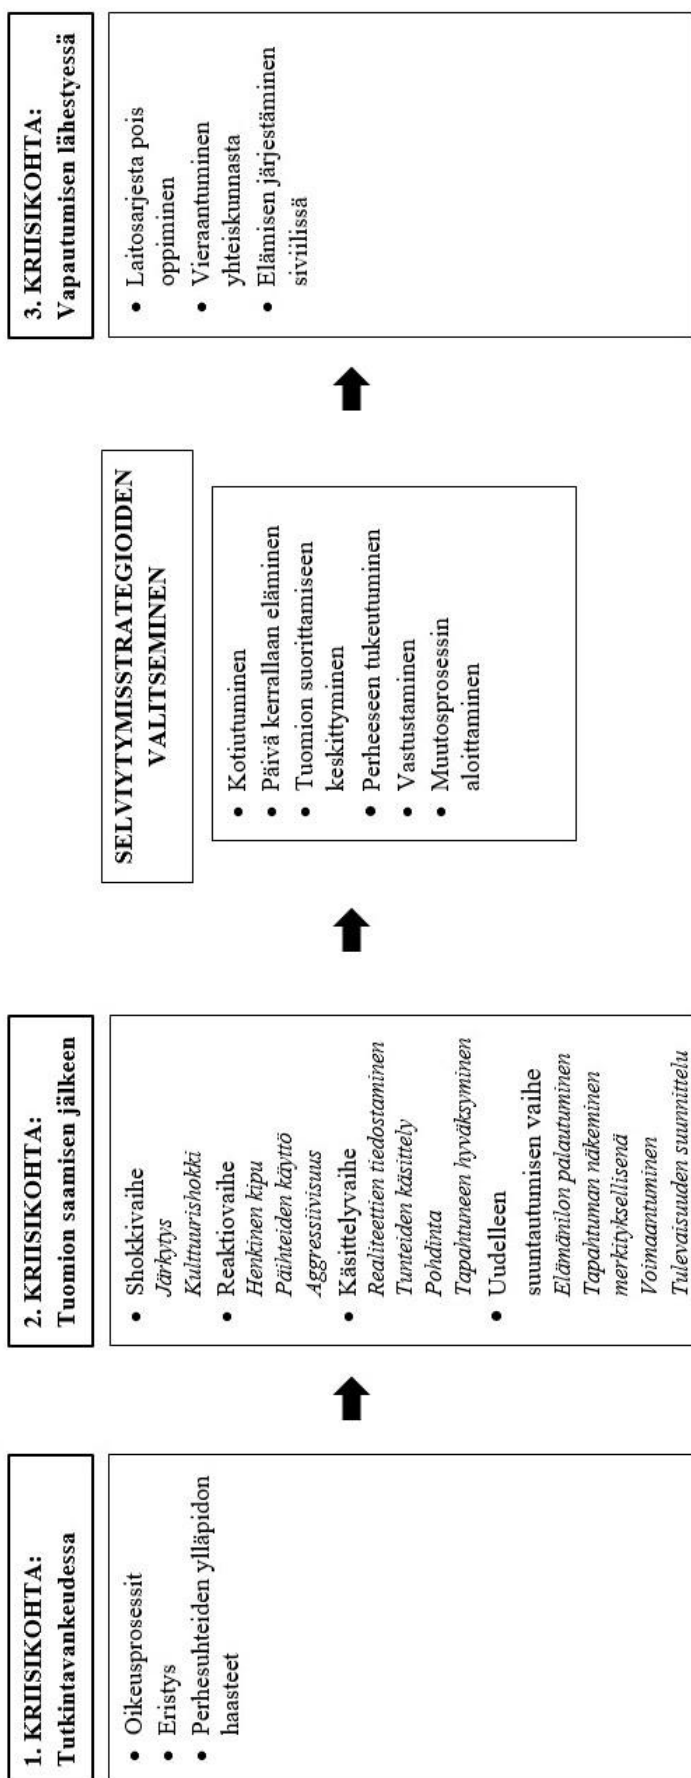 1. KRIISIKOHTA:
Tutkintavankeudessa
• Oikeusprosessit
• Eristys
• Perhesuhteiden ylläpidon
haasteet
2. KRIISIKOHTA:
Tuomion saamisen jälkeen
• Shokkivaihe
Järkytys
Kulttuurishokki
• Reaktiovaihe
Henkinen kipu
Päihteiden käyttö
Aggressiivisuus
• Käsittelyvaihe
Realiteettien tiedostaminen
Tunteiden käsittely
Pohdinta
Tapahtuneen hyväksyminen
• Uudelleen
suuntautumisen vaihe
Elämänilon palautuminen
Tapahtuman näkeminen
merkityksellisenä
Voimaantuminen
Tulevaisuuden suunnittelu
SELVIYTYMISSTRATEGIOIDEN
VALITSEMINEN
• Kotiutuminen
• Päivä kerrallaan eläminen
• Tuomion suorittamiseen
keskittyminen
• Perheeseen tukeutuminen
• Vastustaminen
• Muutosprosessin
aloittaminen
3. KRIISIKOHTA:
Vapautumisen lähestyessä
• Laitosarjesta pois
oppiminen
• Vieraantuminen
yhteiskunnasta
• Elämisen järjestäminen
siviilissä